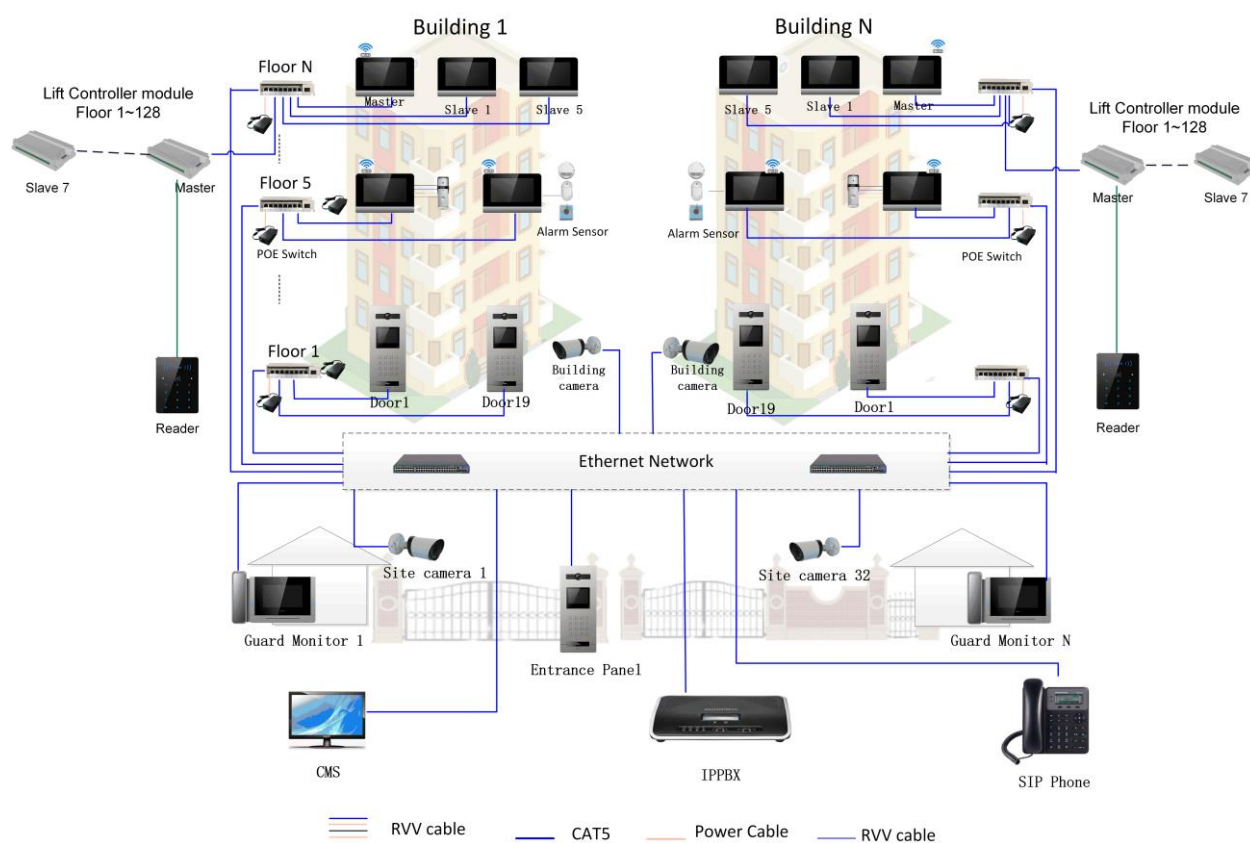 Building 1
Building N
Floor N
Master
Slave 1
Slave 5
Slave 5
Slave 1
Master
Lift Controller module
Floor 1~128
Lift Controller module
Floor 1~128
Slave 7
Master
Floor 5
POE Switch
Alarm Sensor
Alarm Sensor
POE Switch
Master
Slave 7
Floor 1
Door1
Door19
Building
camera
Building
camera
Door19
Door1
Reader
Reader
Ethernet Network
Site camera 1
Site camera 32
Guard Monitor 1
Entrance Panel
Guard Monitor N
CMS
IPPBX
SIP Phone
RVV cable
CAT5
Power Cable
RVV cable